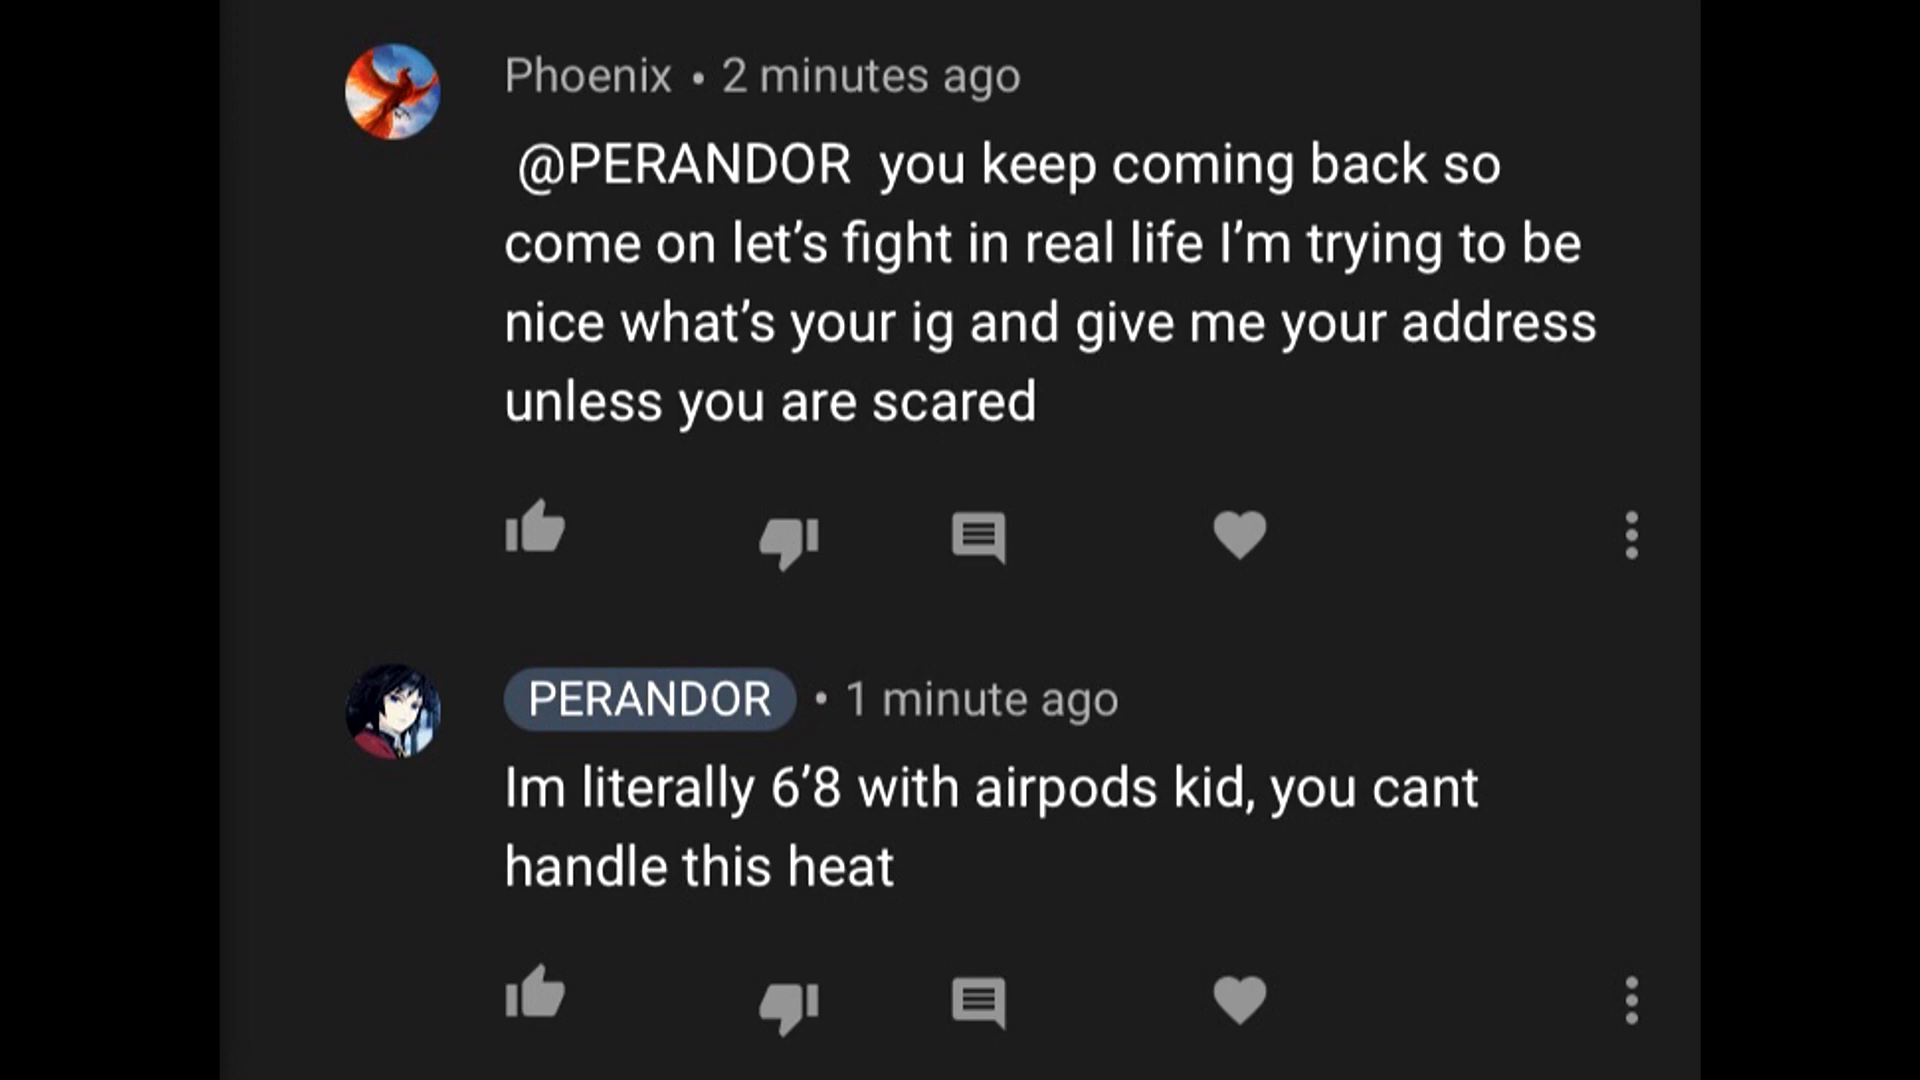 Phoenix • 2 minutes ago
@PERANDOR you keep coming back so
come on let’s fight in real life I’m trying to be
nice what’s your ig and give me your address
unless you are scared
PERANDOR • 1 minute ago
Im literally 6’8 with airpods kid, you cant
handle this heat